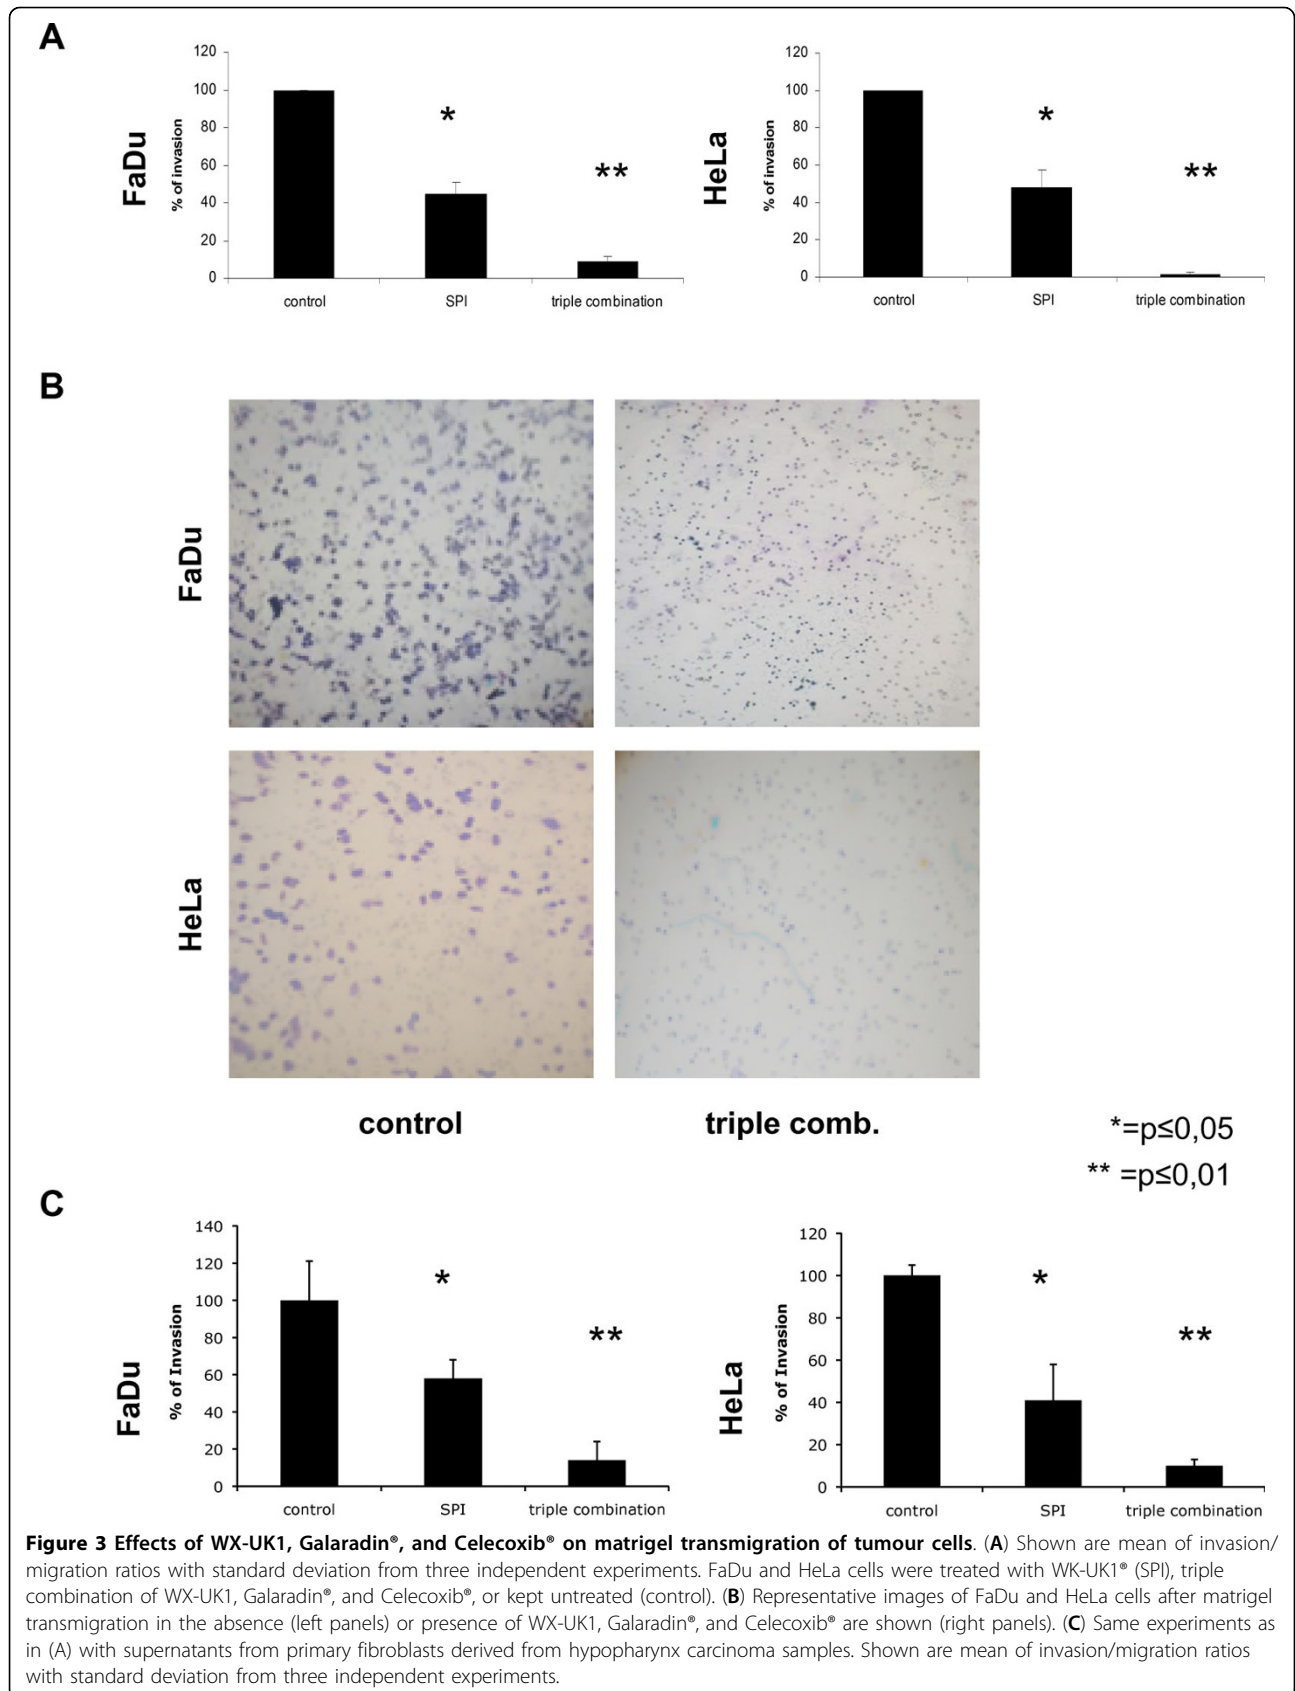 A
FaDu
% of invasion
120
100
80
60
40
20
0
*
**
control SPI triple combination
HeLa
% of invasion
120
100
80
60
40
20
0
*
**
control SPI triple combination
B
FaDu
HeLa
control triple comb.
*=p≤0,05
** =p≤0,01
C
FaDu
% of Invasion
140
120
100
80
60
40
20
0
*
**
control SPI triple combination
HeLa
% of Invasion
120
100
80
60
40
20
0
*
**
control SPI triple combination
Figure 3 Effects of WX-UK1, Galaradin®, and Celecoxib® on matrigel transmigration of tumour cells. (A) Shown are mean of invasion/
migration ratios with standard deviation from three independent experiments. FaDu and HeLa cells were treated with WK-UK1® (SPI), triple
combination of WX-UK1, Galaradin®, and Celecoxib®, or kept untreated (control). (B) Representative images of FaDu and HeLa cells after matrigel
transmigration in the absence (left panels) or presence of WX-UK1, Galaradin®, and Celecoxib® are shown (right panels). (C) Same experiments as
in (A) with supernatants from primary fibroblasts derived from hypopharynx carcinoma samples. Shown are mean of invasion/migration ratios
with standard deviation from three independent experiments.